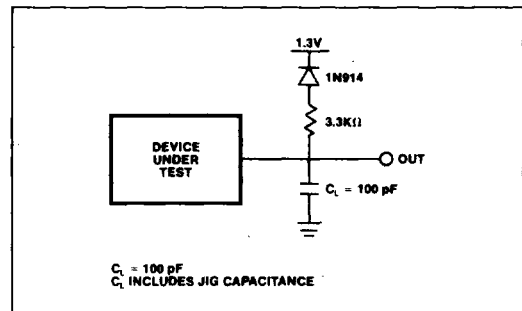 1.3V
1N914
3.3KΩ
DEVICE
UNDER
TEST
OUT
C_L = 100 pF
C_L = 100 pF
C_L INCLUDES JIG CAPACITANCE